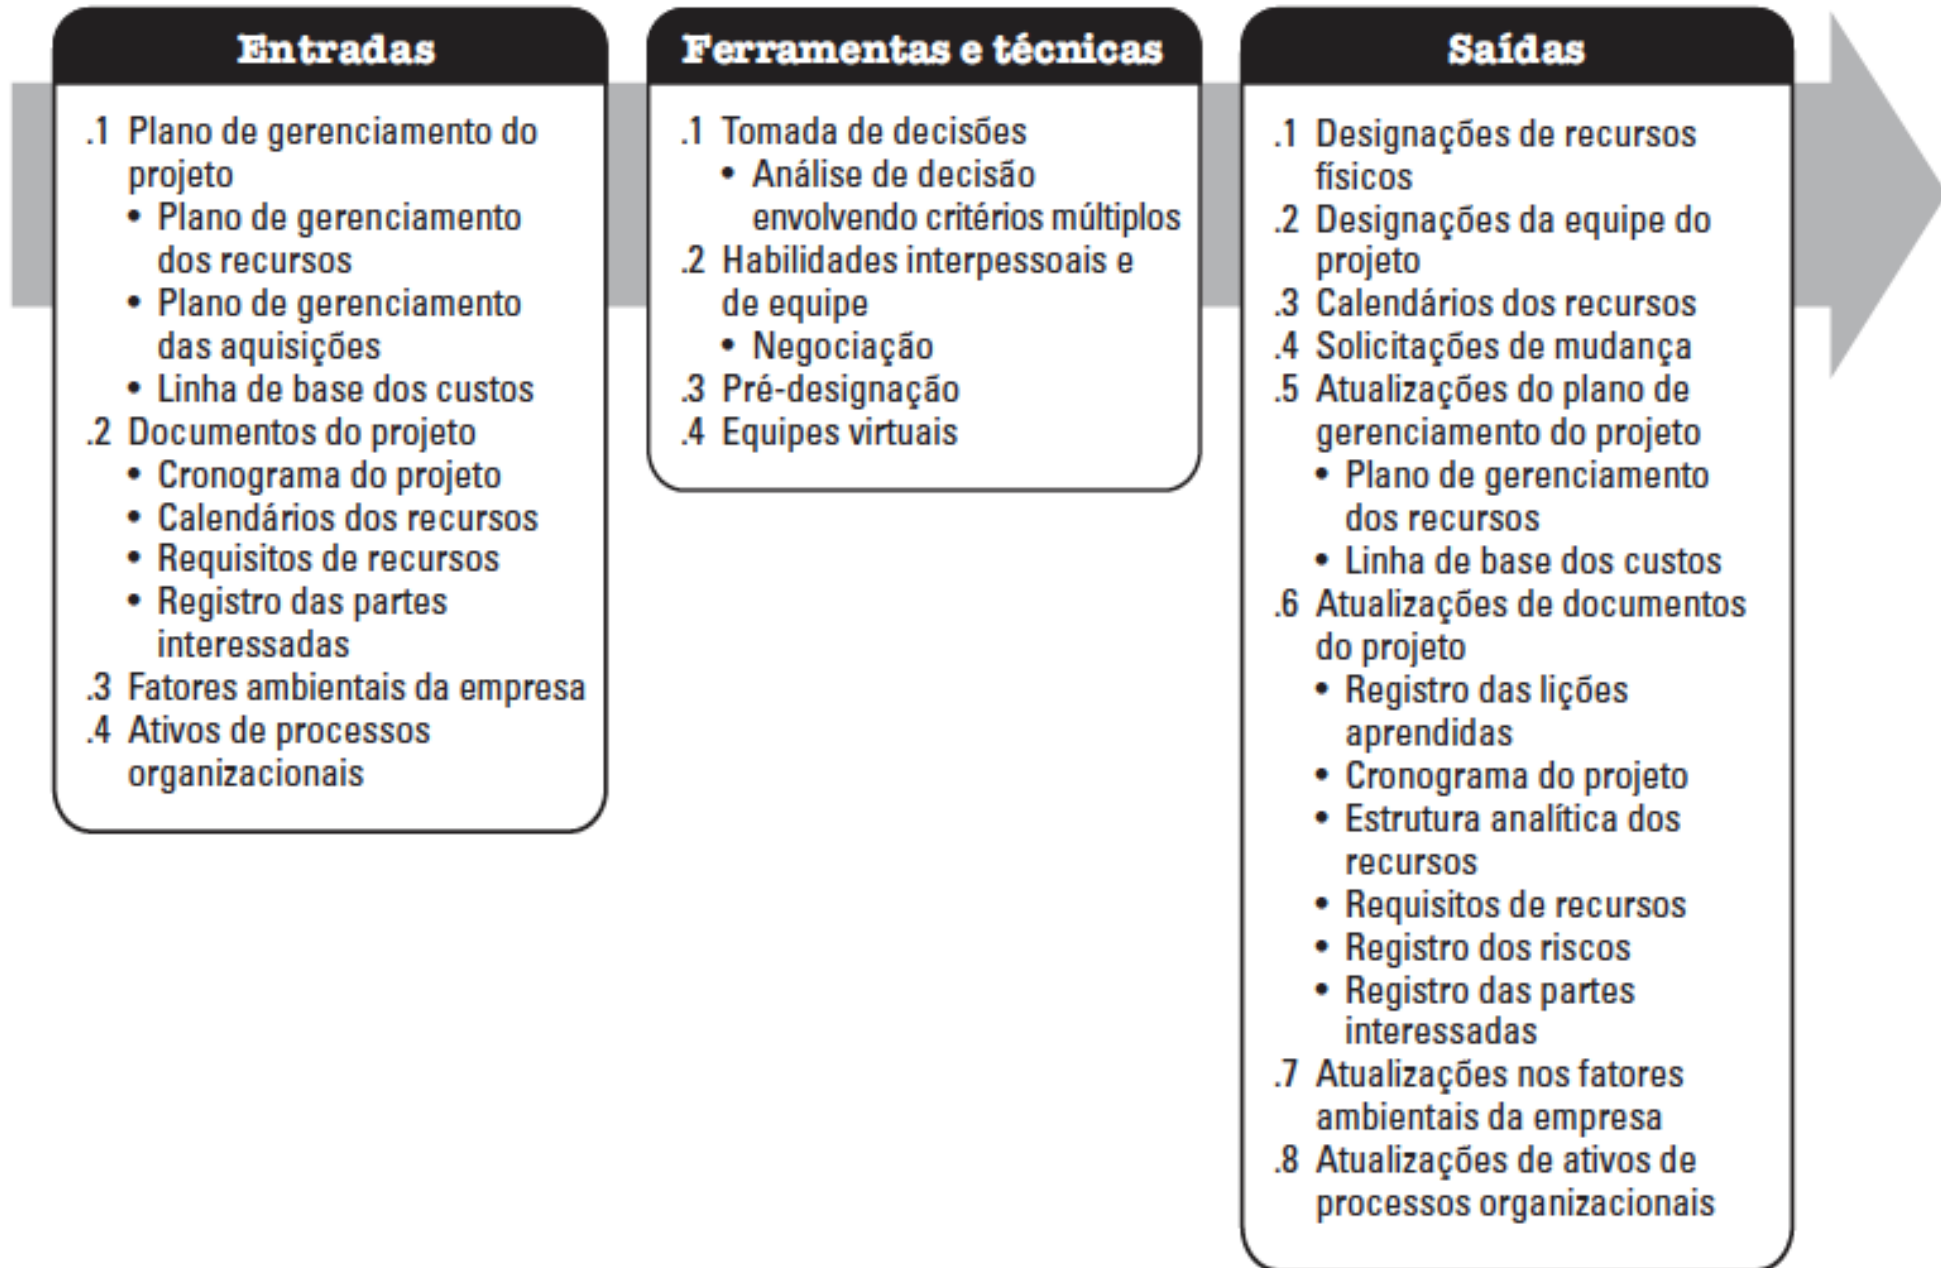 Entradas
.1 Plano de gerenciamento do
projeto
• Plano de gerenciamento
dos recursos
• Plano de gerenciamento
das aquisições
• Linha de base dos custos
.2 Documentos do projeto
• Cronograma do projeto
• Calendários dos recursos
• Requisitos de recursos
• Registro das partes
interessadas
.3 Fatores ambientais da empresa
.4 Ativos de processos
organizacionais
Ferramentas e técnicas
.1 Tomada de decisões
• Análise de decisão
envolvendo critérios múltiplos
.2 Habilidades interpessoais e
de equipe
• Negociação
.3 Pré-designação
.4 Equipes virtuais
Saídas
.1 Designações de recursos
físicos
.2 Designações da equipe do
projeto
.3 Calendários dos recursos
.4 Solicitações de mudança
.5 Atualizações do plano de
gerenciamento do projeto
• Plano de gerenciamento
dos recursos
• Linha de base dos custos
.6 Atualizações de documentos
do projeto
• Registro das lições
aprendidas
• Cronograma do projeto
• Estrutura analítica dos
recursos
• Requisitos de recursos
• Registro dos riscos
• Registro das partes
interessadas
.7 Atualizações nos fatores
ambientais da empresa
.8 Atualizações de ativos de
processos organizacionais